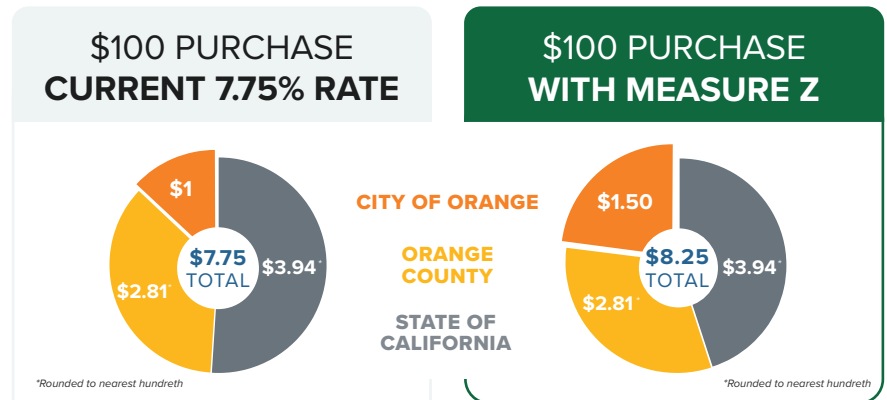 $100 PURCHASE
CURRENT 7.75% RATE
$1
$7.75
TOTAL
$3.94*
$2.81*
*Rounded to nearest hundreth
CITY OF ORANGE
ORANGE
COUNTY
STATE OF
CALIFORNIA
$100 PURCHASE
WITH MEASURE Z
$1.50
$8.25
TOTAL
$3.94*
$2.81*
*Rounded to nearest hundreth